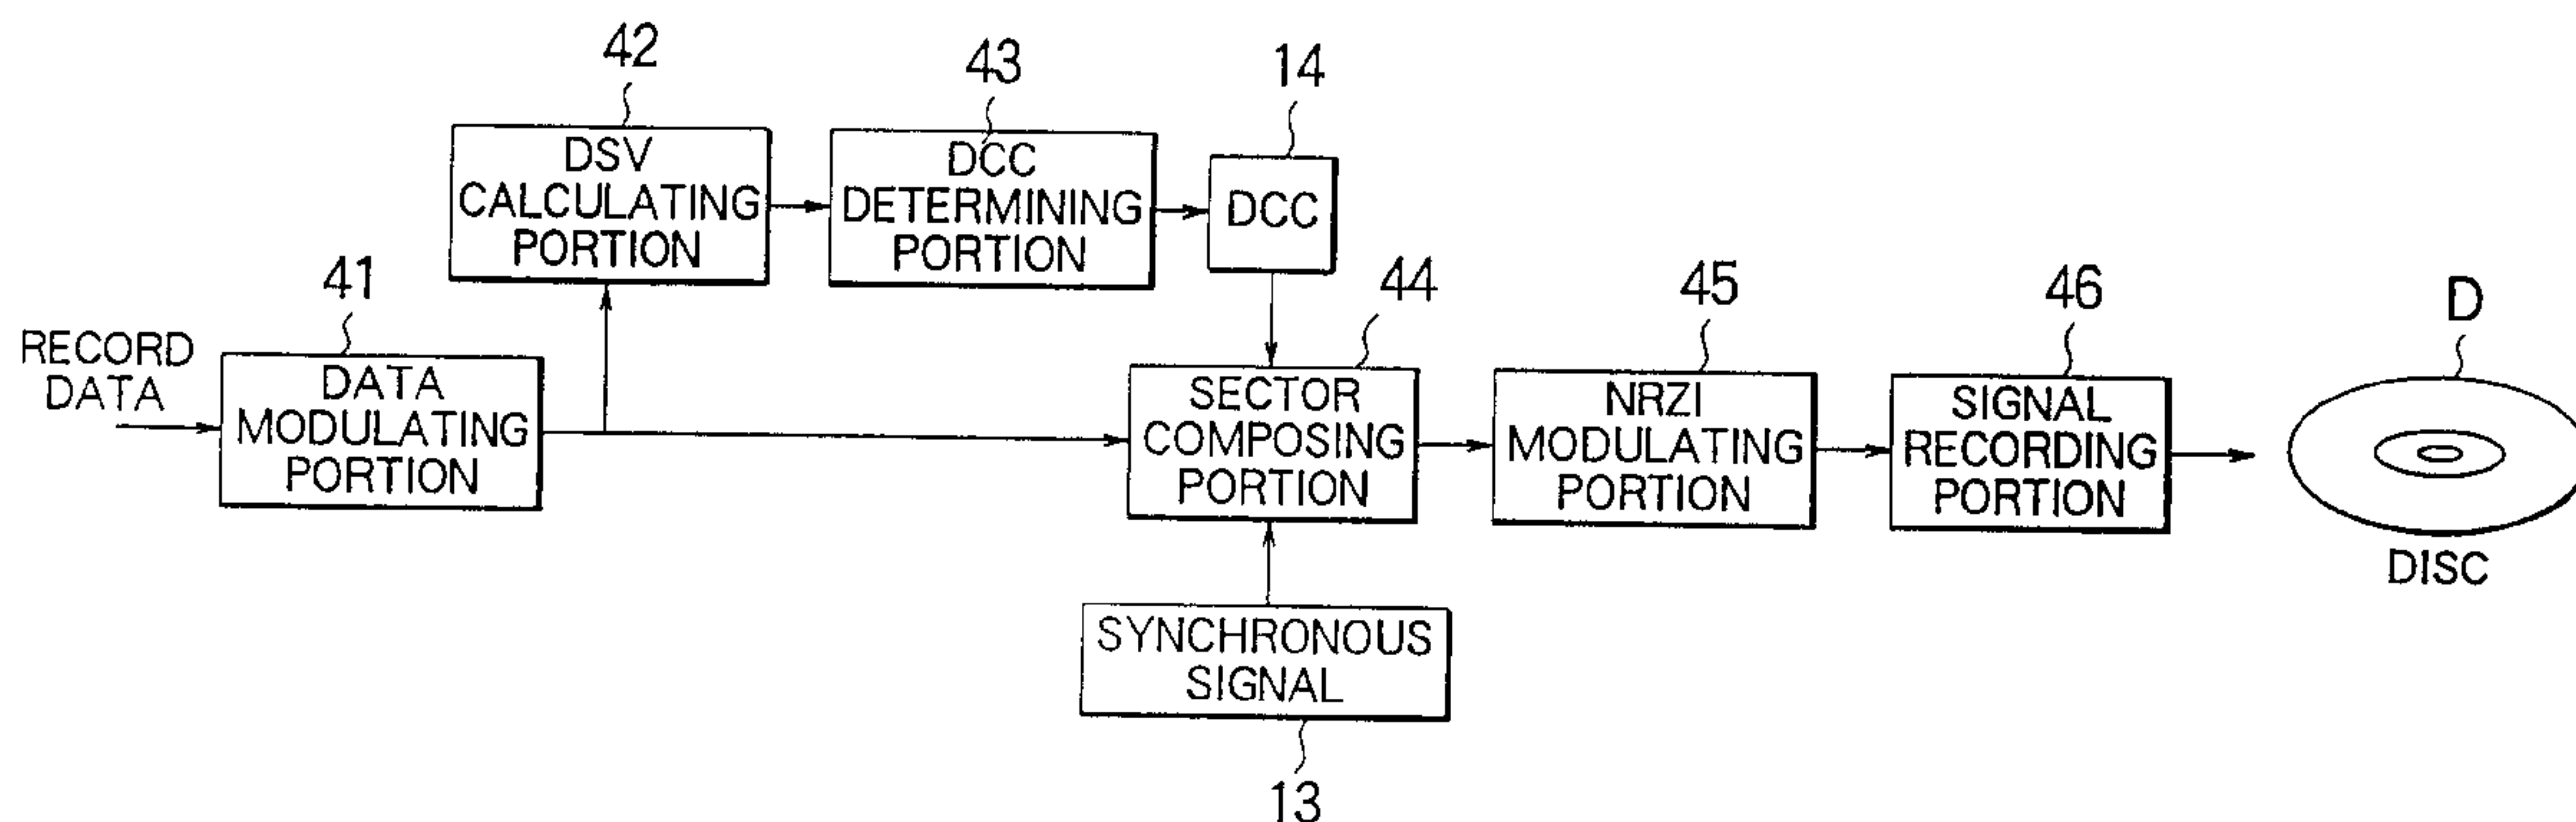 42
43
14
DSV
CALCULATING
PORTION
DCC
DETERMINING
PORTION
DCC
41
44
45
46
D
RECORD
DATA
DATA
MODULATING
PORTION
SECTOR
COMPOSING
PORTION
NRZI
MODULATING
PORTION
SIGNAL
RECORDING
PORTION
DISC
SYNCHRONOUS
SIGNAL
13